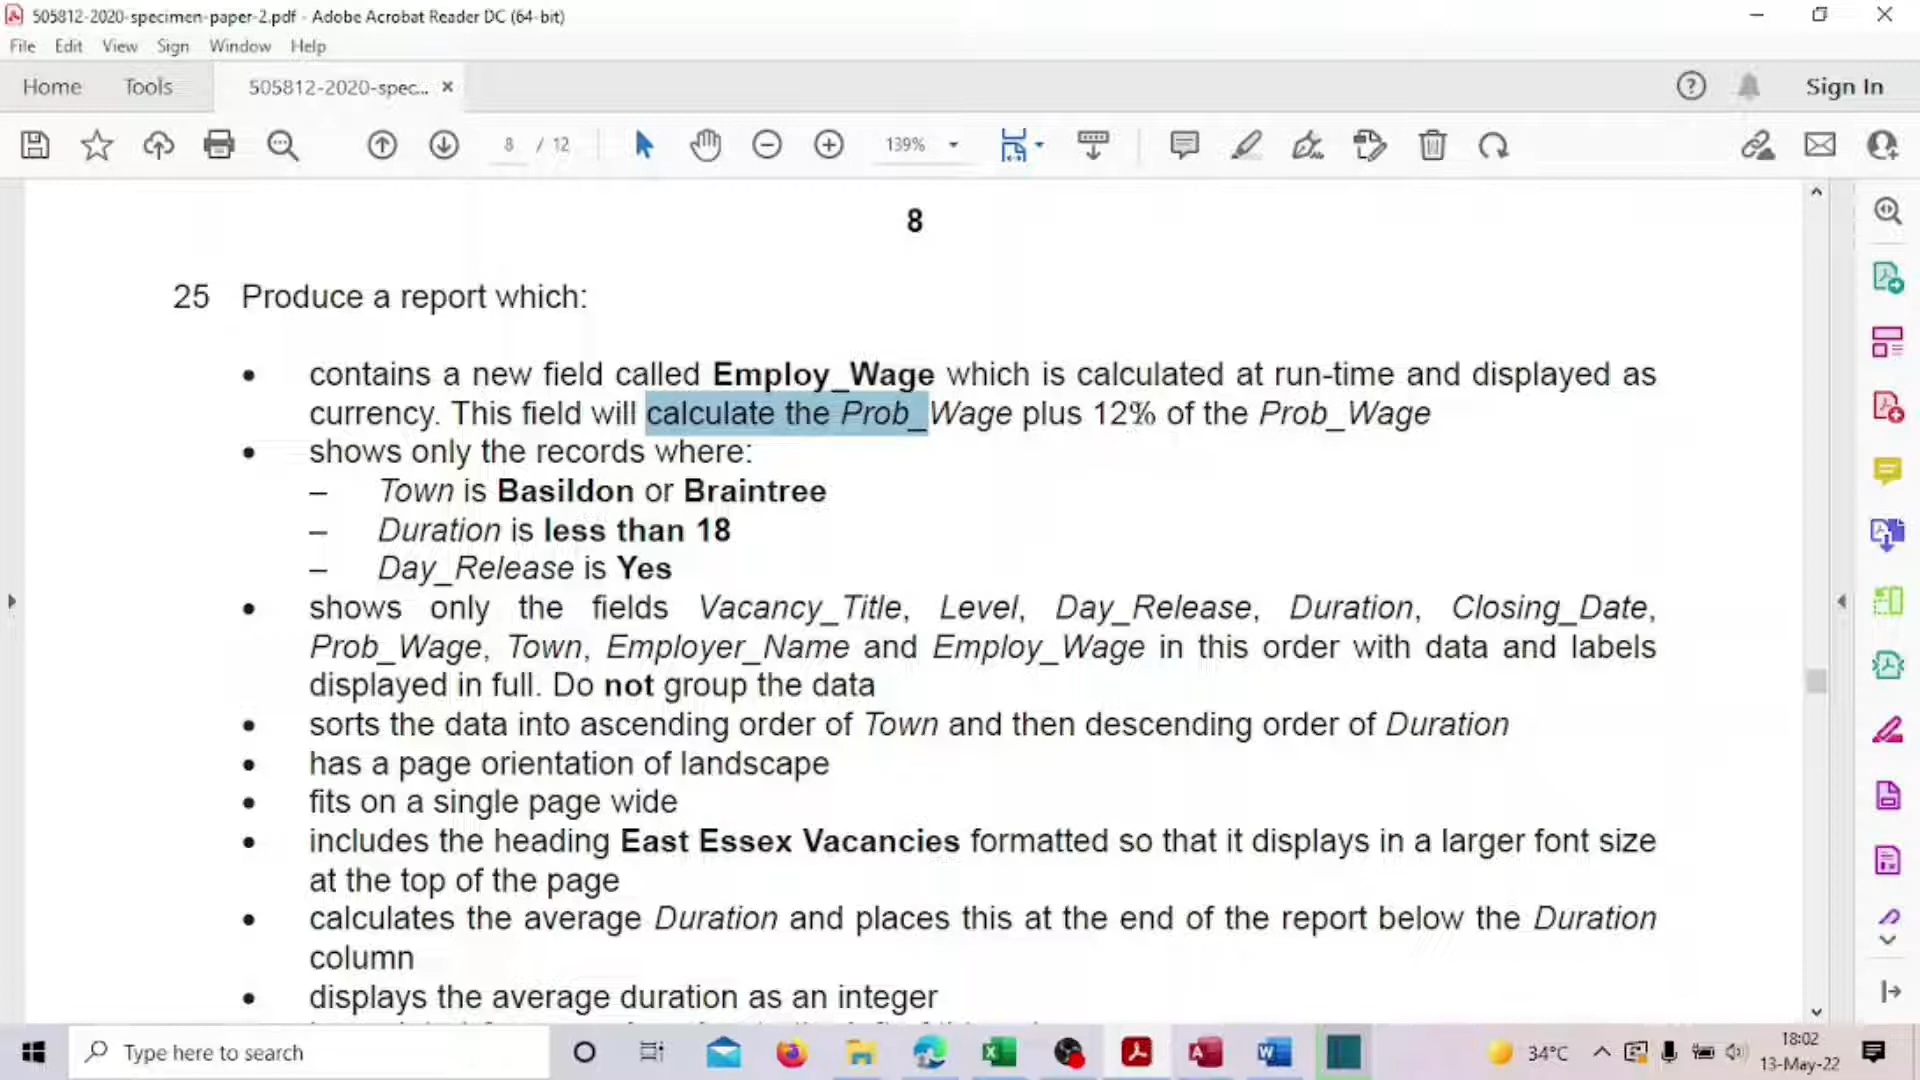 505812-2020-specimen-paper-2.pdf - Adobe Acrobat Reader DC (64-bit)
File Edit View Sign Window Help
Home Tools 505812-2020-spec... ×
Sign In
8 / 12 139%
8
25 Produce a report which:
• contains a new field called Employ_Wage which is calculated at run-time and displayed as
currency. This field will calculate the Prob_Wage plus 12% of the Prob_Wage
• shows only the records where:
– Town is Basildon or Braintree
– Duration is less than 18
– Day_Release is Yes
• shows only the fields Vacancy_Title, Level, Day_Release, Duration, Closing_Date,
Prob_Wage, Town, Employer_Name and Employ_Wage in this order with data and labels
displayed in full. Do not group the data
• sorts the data into ascending order of Town and then descending order of Duration
• has a page orientation of landscape
• fits on a single page wide
• includes the heading East Essex Vacancies formatted so that it displays in a larger font size
at the top of the page
• calculates the average Duration and places this at the end of the report below the Duration
column
• displays the average duration as an integer
Type here to search
34°C
18:02
13-May-22